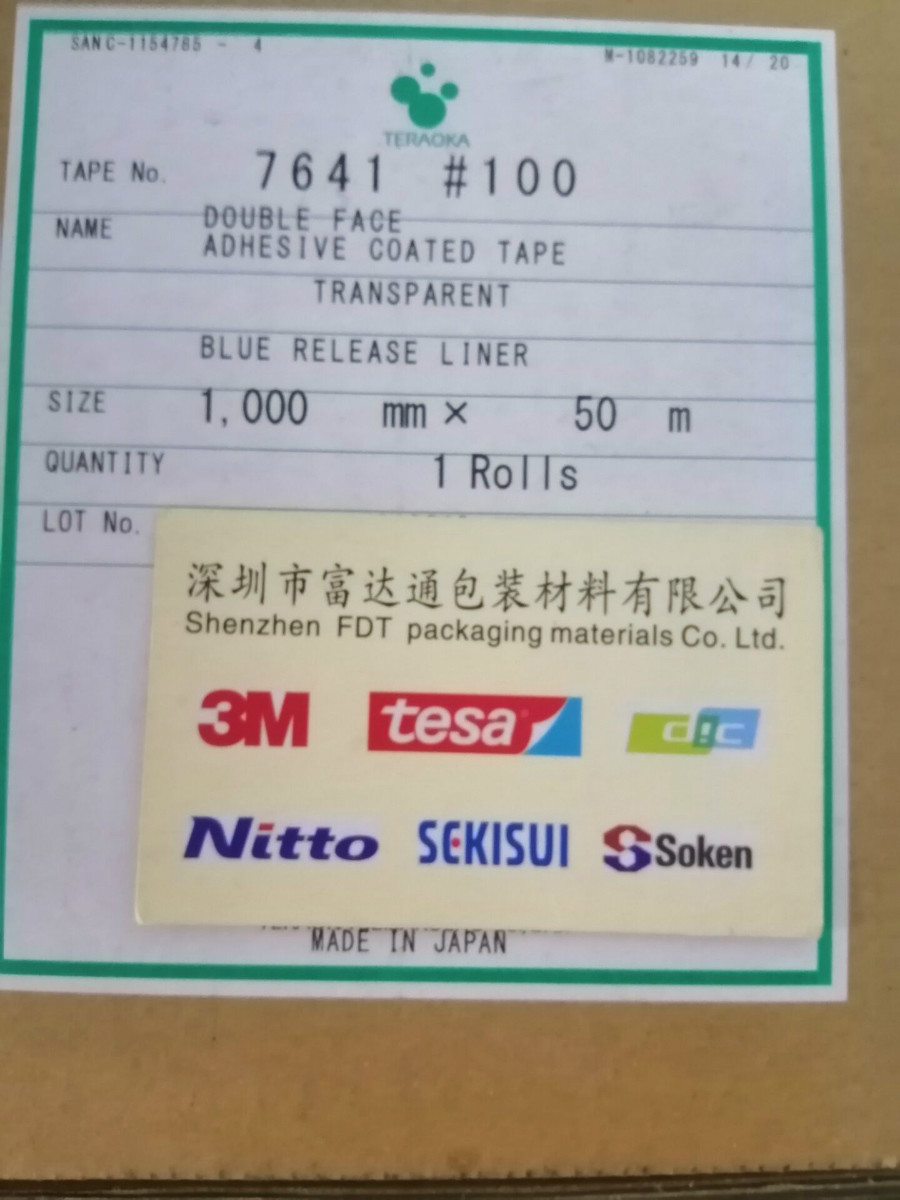 SANC-1154785 - 4
M-1082259 14/ 20
TERAOKA
TAPE No. 7641 #100
NAME DOUBLE FACE
ADHESIVE COATED TAPE
TRANSPARENT
BLUE RELEASE LINER
SIZE 1,000 mm × 50 m
QUANTITY 1 Rolls
LOT No.
深圳市富达通包装材料有限公司
Shenzhen FDT packaging materials Co. Ltd.
3M tesa dic
Nitto SEKISUI Soken
MADE IN JAPAN